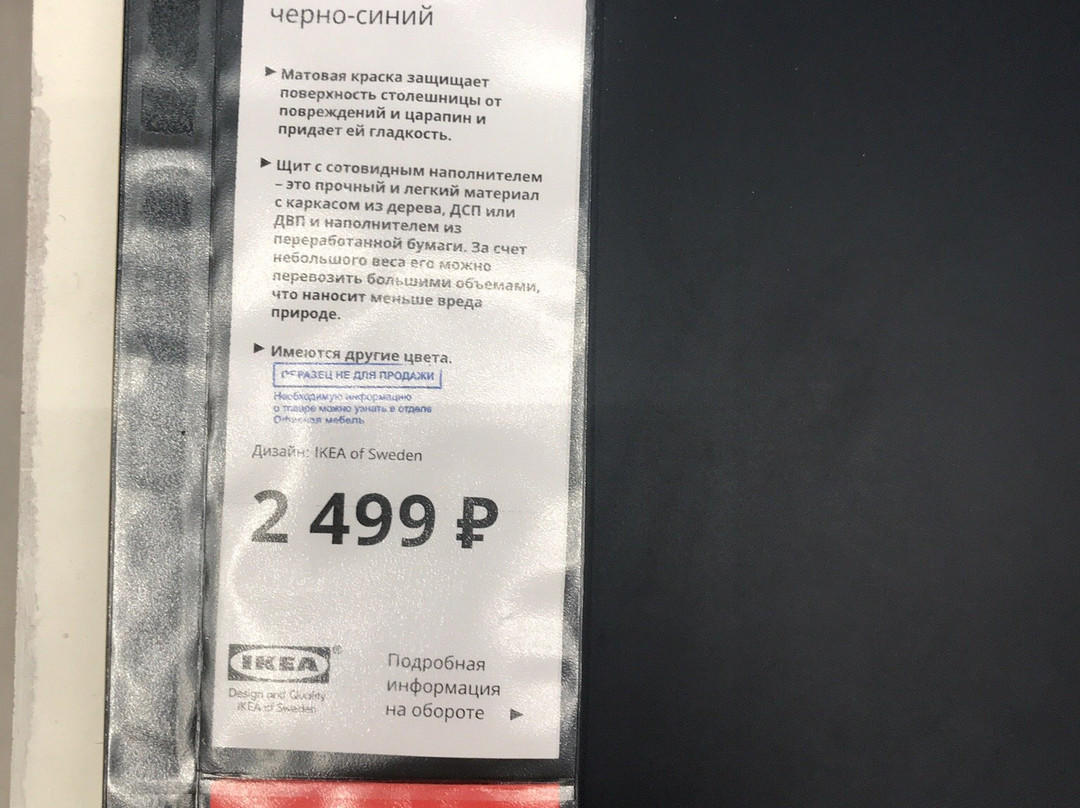 черно-синий
Матовая краска защищает
поверхность столешницы от
повреждений и царапин и
придает ей гладкость.
Щит с сотовидным наполнителем
– это прочный и легкий материал
с каркасом из дерева, ДСП или
ДВП и наполнителем из
переработанной бумаги. За счет
небольшого веса его можно
перевозить большими объемами,
что наносит меньше вреда
природе.
Имеются другие цвета.
ОБРАЗЕЦ НЕ ДЛЯ ПРОДАЖИ
Необходимую информацию
о товаре можно узнать в отделе
Офисная мебель
Дизайн: IKEA of Sweden
2 499 ₽
IKEA®
Design and Quality
IKEA of Sweden
Подробная
информация
на обороте